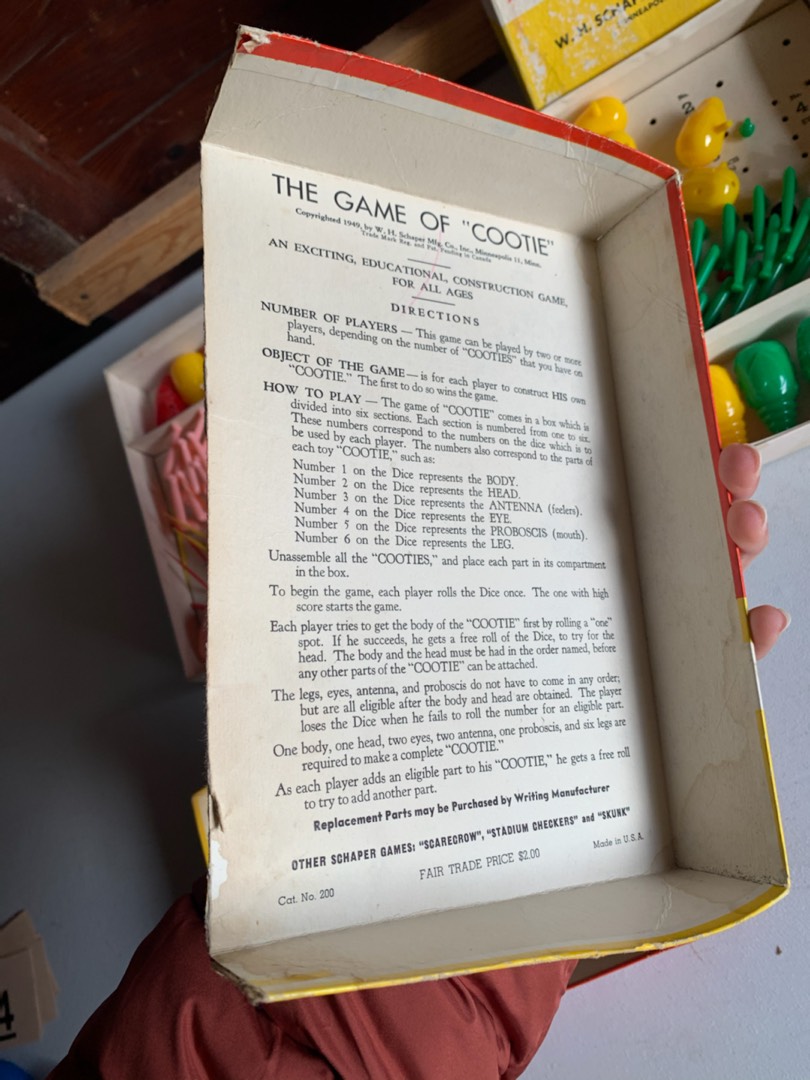 W. H. SCHAP
MINNEAPO
2
4
THE GAME OF "COOTIE"
Copyrighted 1949, by W. H. Schaper Mfg. Co., Inc., Minneapolis 11, Minn.
Trade Mark Reg. and Pat. Pending in Canada
AN EXCITING, EDUCATIONAL, CONSTRUCTION GAME,
FOR ALL AGES
DIRECTIONS
NUMBER OF PLAYERS — This game can be played by two or more
players, depending on the number of "COOTIES" that you have on
hand.
OBJECT OF THE GAME — is for each player to construct HIS own
"COOTIE." The first to do so wins the game.
HOW TO PLAY — The game of "COOTIE" comes in a box which is
divided into six sections. Each section is numbered from one to six.
These numbers correspond to the numbers on the dice which is to
be used by each player. The numbers also correspond to the parts of
each toy "COOTIE," such as:
Number 1 on the Dice represents the BODY.
Number 2 on the Dice represents the HEAD.
Number 3 on the Dice represents the ANTENNA (feelers).
Number 4 on the Dice represents the EYE.
Number 5 on the Dice represents the PROBOSCIS (mouth).
Number 6 on the Dice represents the LEG.
Unassemble all the "COOTIES," and place each part in its compartment
in the box.
To begin the game, each player rolls the Dice once. The one with high
score starts the game.
Each player tries to get the body of the "COOTIE" first by rolling a "one"
spot. If he succeeds, he gets a free roll of the Dice, to try for the
head. The body and the head must be had in the order named, before
any other parts of the "COOTIE" can be attached.
The legs, eyes, antenna, and proboscis do not have to come in any order;
but are all eligible after the body and head are obtained. The player
loses the Dice when he fails to roll the number for an eligible part.
One body, one head, two eyes, two antenna, one proboscis, and six legs are
required to make a complete "COOTIE."
As each player adds an eligible part to his "COOTIE," he gets a free roll
to try to add another part.
Replacement Parts may be Purchased by Writing Manufacturer
OTHER SCHAPER GAMES: "SCARECROW", "STADIUM CHECKERS" and "SKUNK"
Cat. No. 200
FAIR TRADE PRICE $2.00
Made in U.S.A.